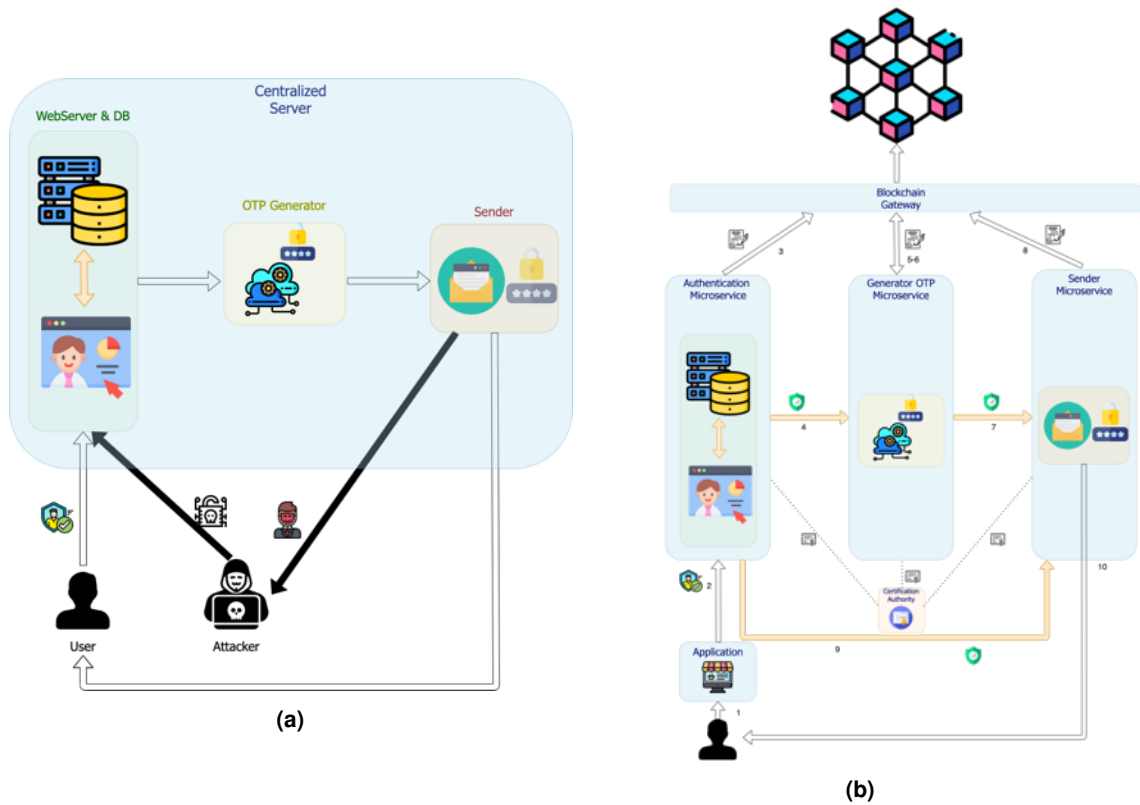 Centralized
Server
WebServer & DB
OTP Generator
****
Sender
****
User
Attacker
(a)
Blockchain
Gateway
3
5-6
8
Authentication
Microservice
Generator OTP
Microservice
Sender
Microservice
****
****
4
7
2
10
Certification
Authority
9
Application
1
(b)